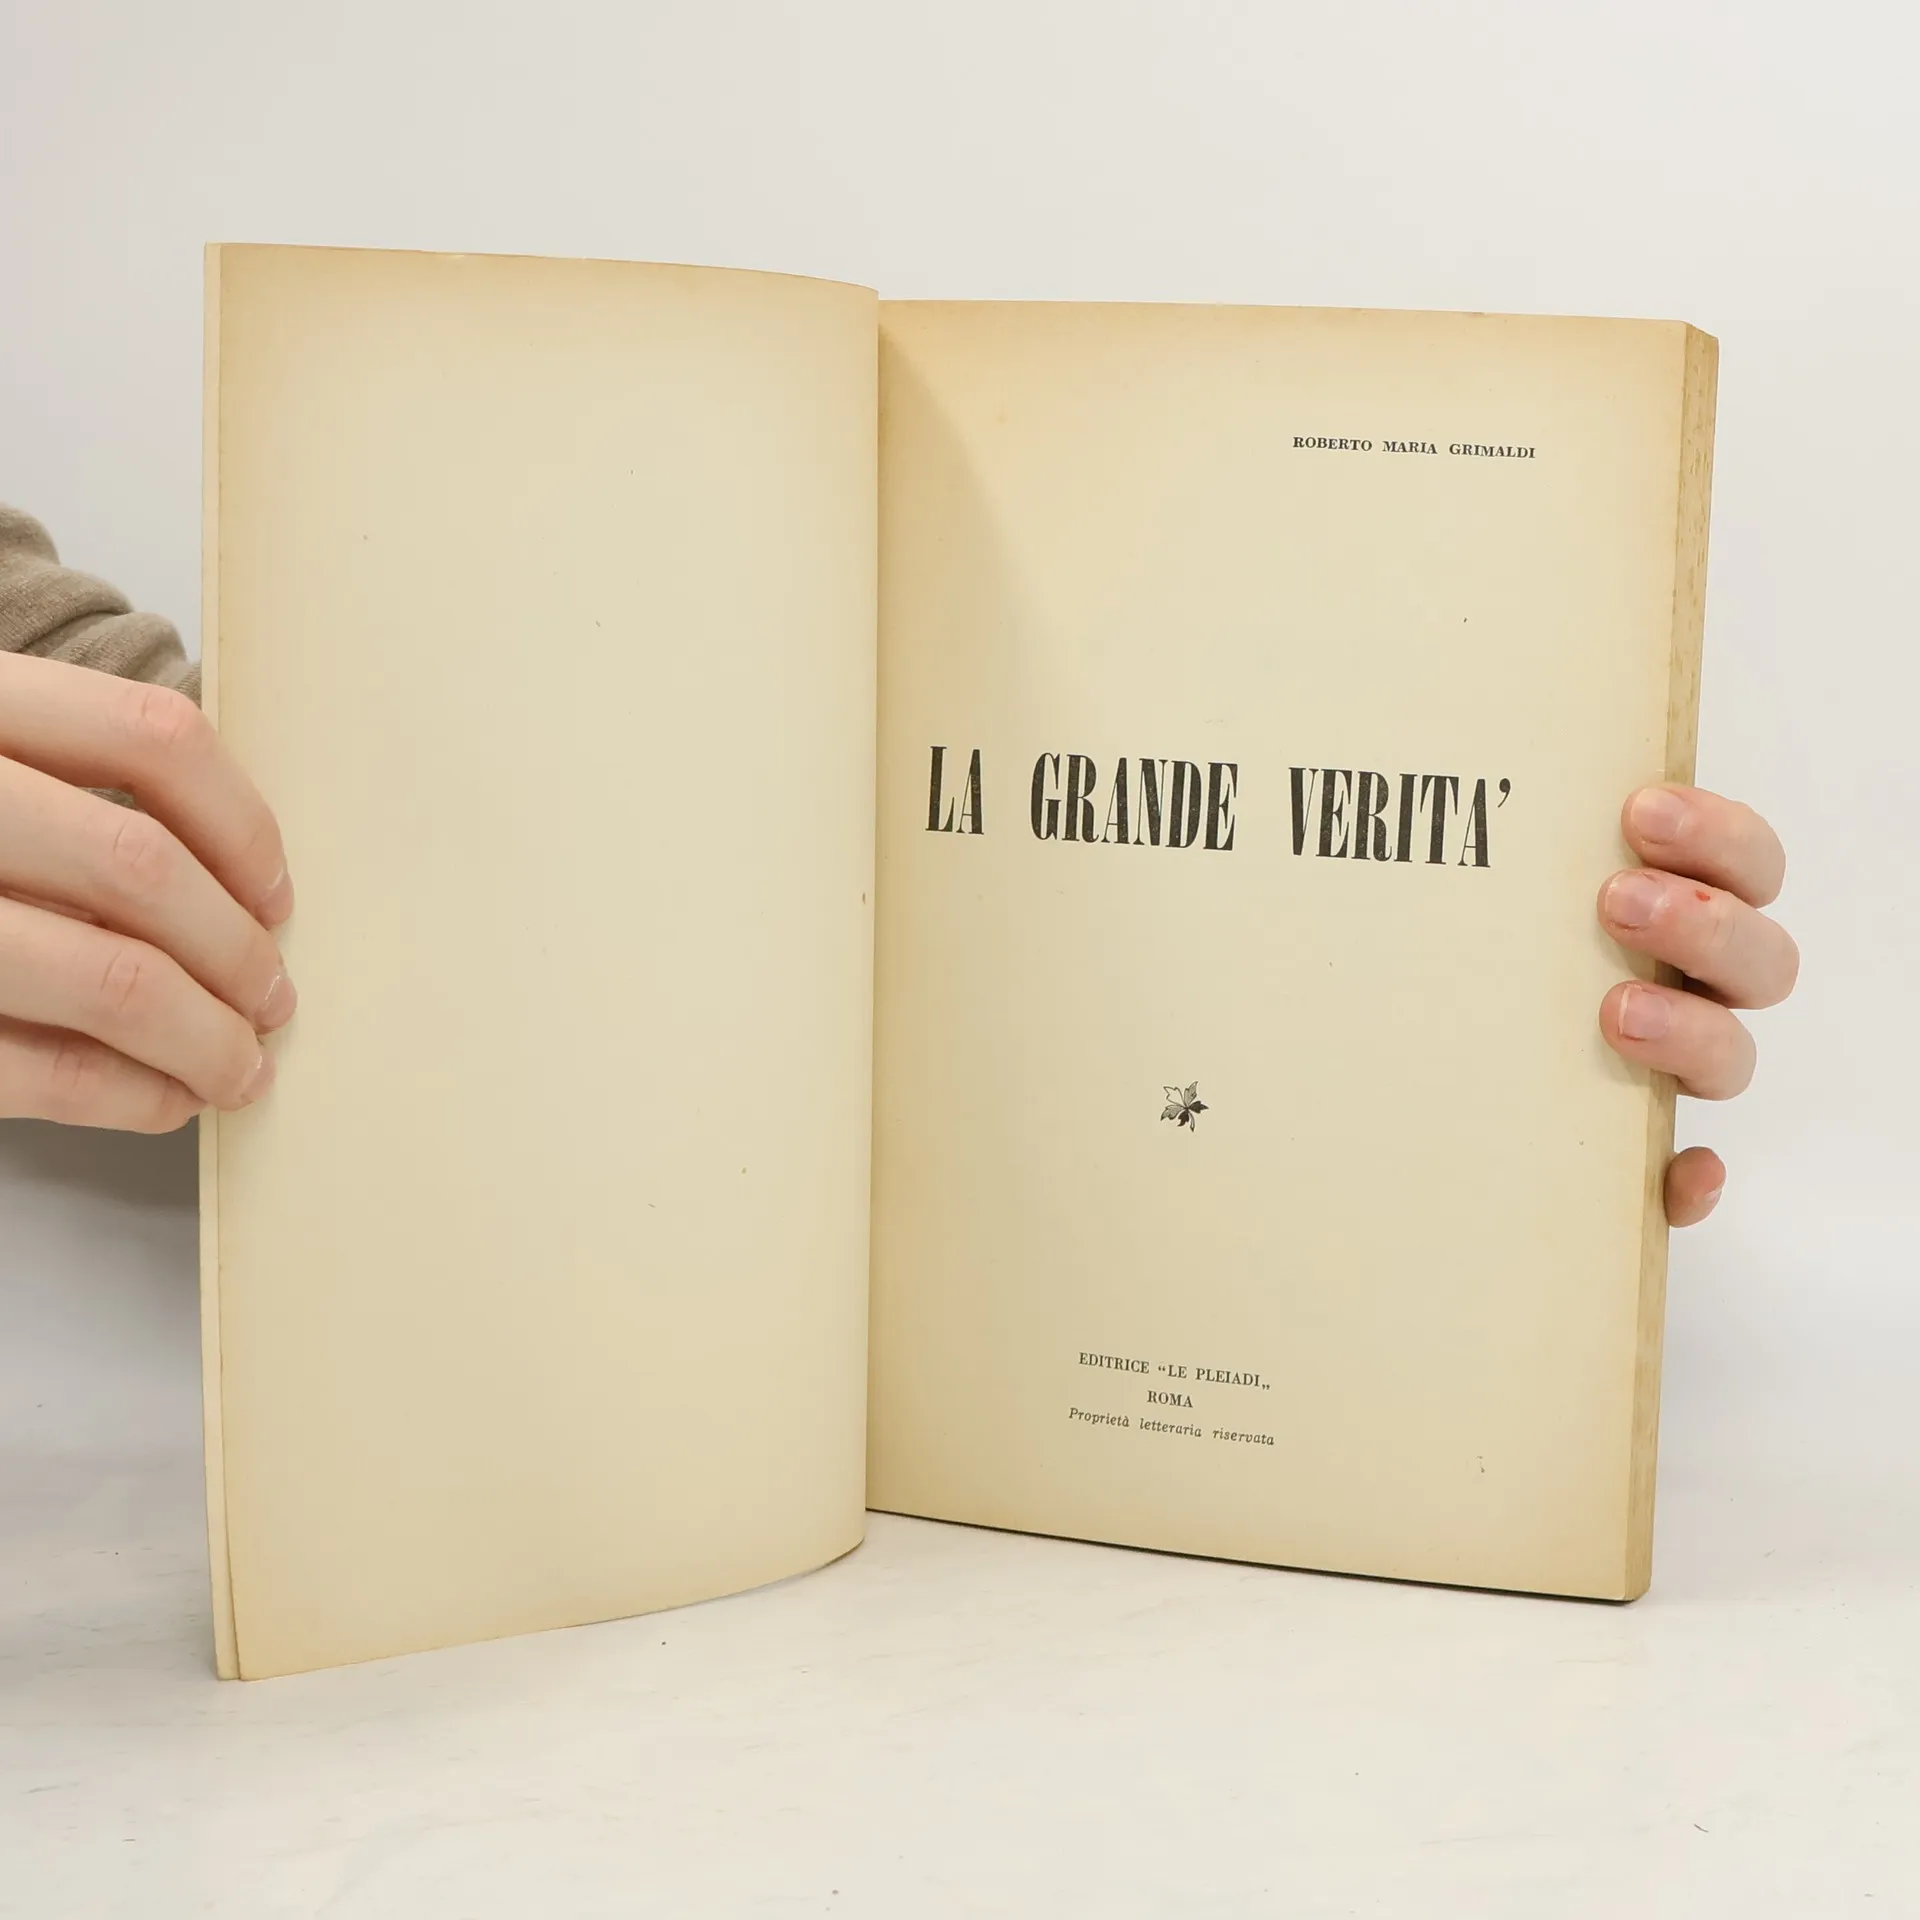 ROBERTO MARIA GRIMALDI
LA GRANDE VERITA'
EDITRICE “LE PLEIADI„
ROMA
Proprietà letteraria riservata